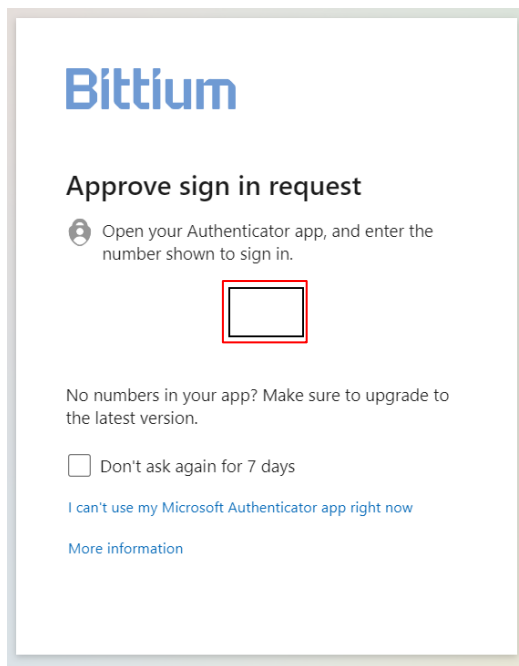 Bittium
Approve sign in request
Open your Authenticator app, and enter the
number shown to sign in.
No numbers in your app? Make sure to upgrade to
the latest version.
Don't ask again for 7 days
I can't use my Microsoft Authenticator app right now
More information